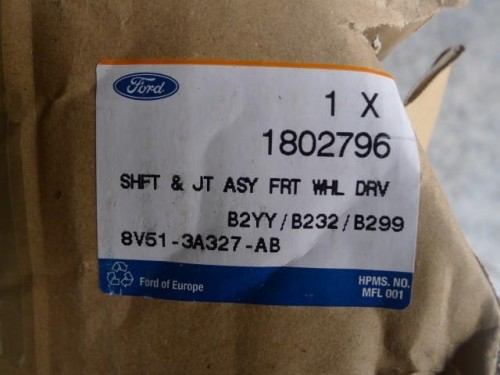 Ford
1 X
1802796
SHFT & JT ASY FRT WHL DRV
B2YY/B232/B299
8V51-3A327-AB
Ford of Europe
HPMS. NO.
MFL 001